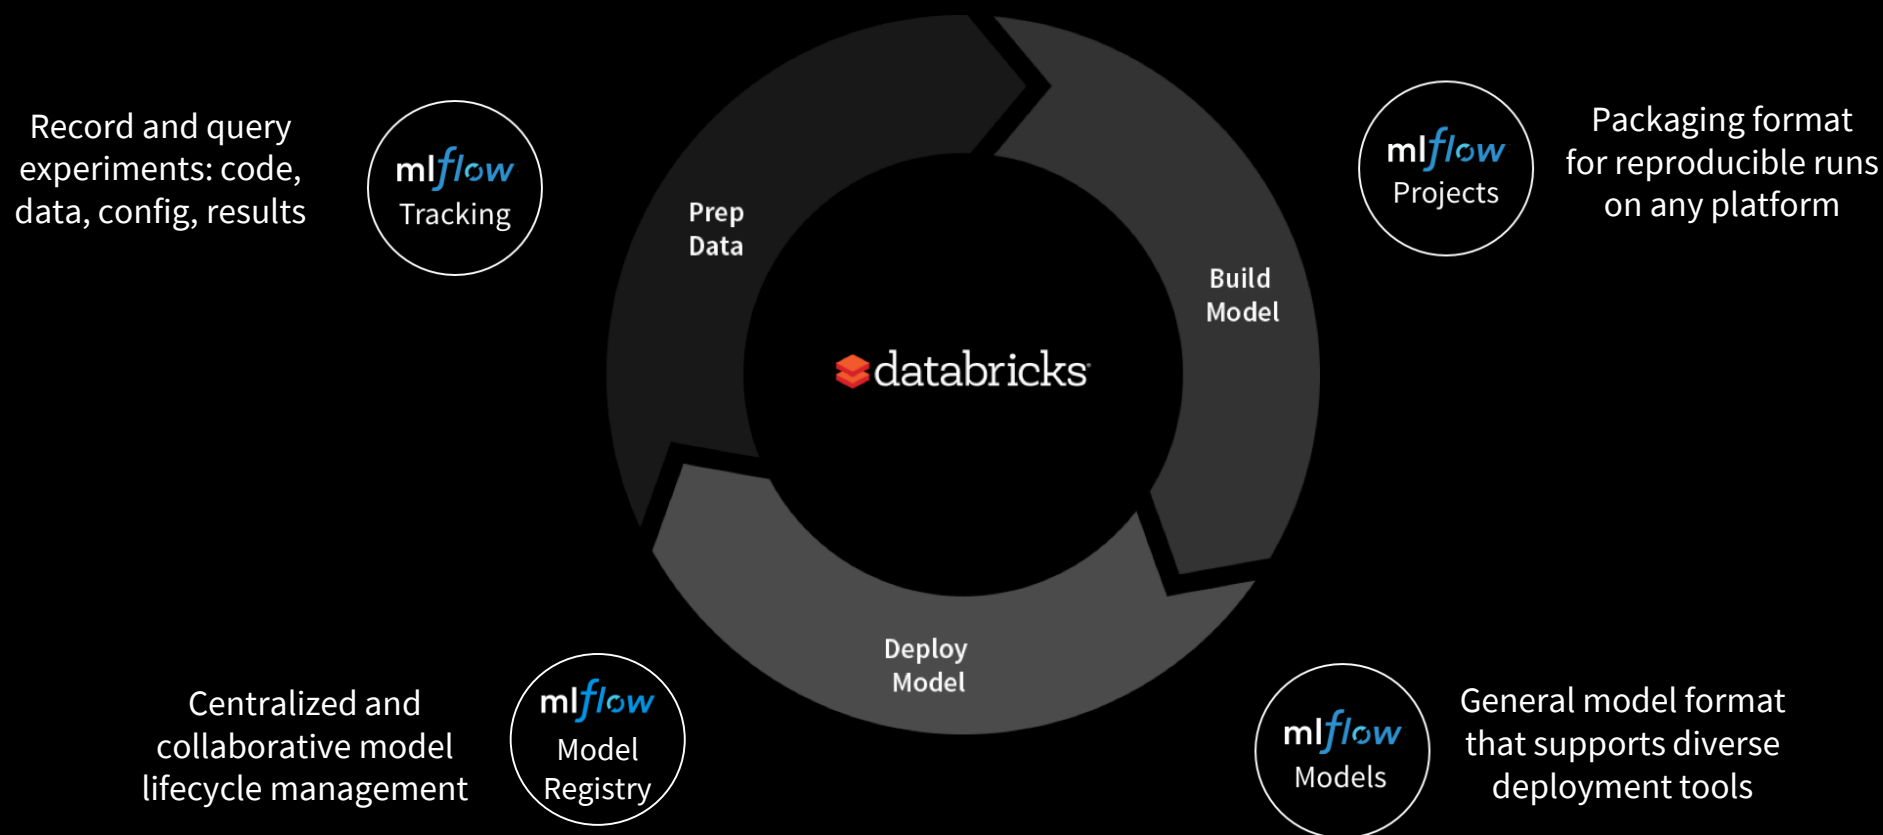 Record and query
experiments: code,
data, config, results
mlflow
Tracking
Prep
Data
Build
Model
mlflow
Projects
Packaging format
for reproducible runs
on any platform
databricks
Centralized and
collaborative model
lifecycle management
mlflow
Model
Registry
Deploy
Model
mlflow
Models
General model format
that supports diverse
deployment tools